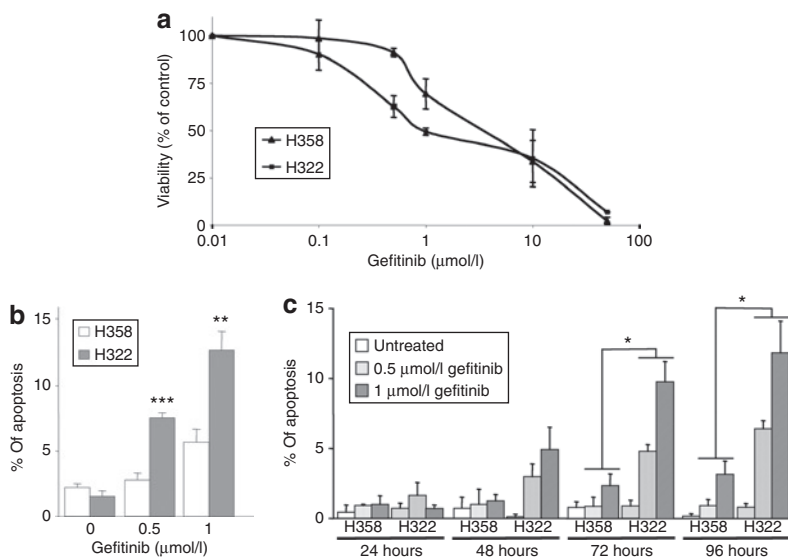 a
Viability (% of control)
100
75
50
25
0
H358
H322
0.01
0.1
1
10
100
Gefitinib (μmol/l)
b
% Of apoptosis
15
10
5
0
H358
H322
***
**
0
0.5
1
Gefitinib (μmol/l)
c
% Of apoptosis
15
10
5
0
Untreated
0.5 μmol/l gefitinib
1 μmol/l gefitinib
*
*
H358 H322 H358 H322 H358 H322 H358 H322
24 hours 48 hours 72 hours 96 hours